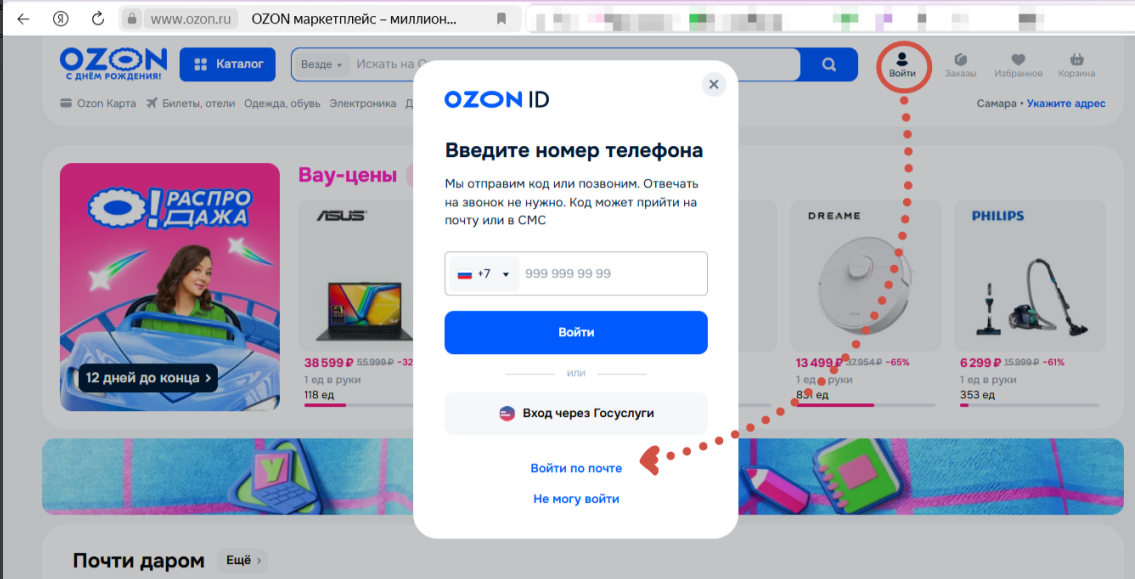 Я
www.ozon.ru OZON маркетплейс – миллион...
OZON
С ДНЁМ РОЖДЕНИЯ!
Каталог
Везде
Искать на
Войти
Заказы
Избранное
Корзина
Ozon Карта Билеты, отели Одежда, обувь Электроника
Самара • Укажите адрес
О! РАСПРО
ДАЖА
12 дней до конца
Вау-цены
ASUS
38 599 ₽ 55 999 ₽ -32
1 ед в руки
118 ед
OZON ID
Введите номер телефона
Мы отправим код или позвоним. Отвечать
на звонок не нужно. Код может прийти на
почту или в СМС
+7 999 999 99 99
Войти
или
Вход через Госуслуги
Войти по почте
Не могу войти
DREAME
13 499 ₽ 37 954 ₽ -65%
1 ед в руки
831 ед
PHILIPS
6 299 ₽ 15 999 ₽ -61%
1 ед в руки
353 ед
У
Почти даром Ещё